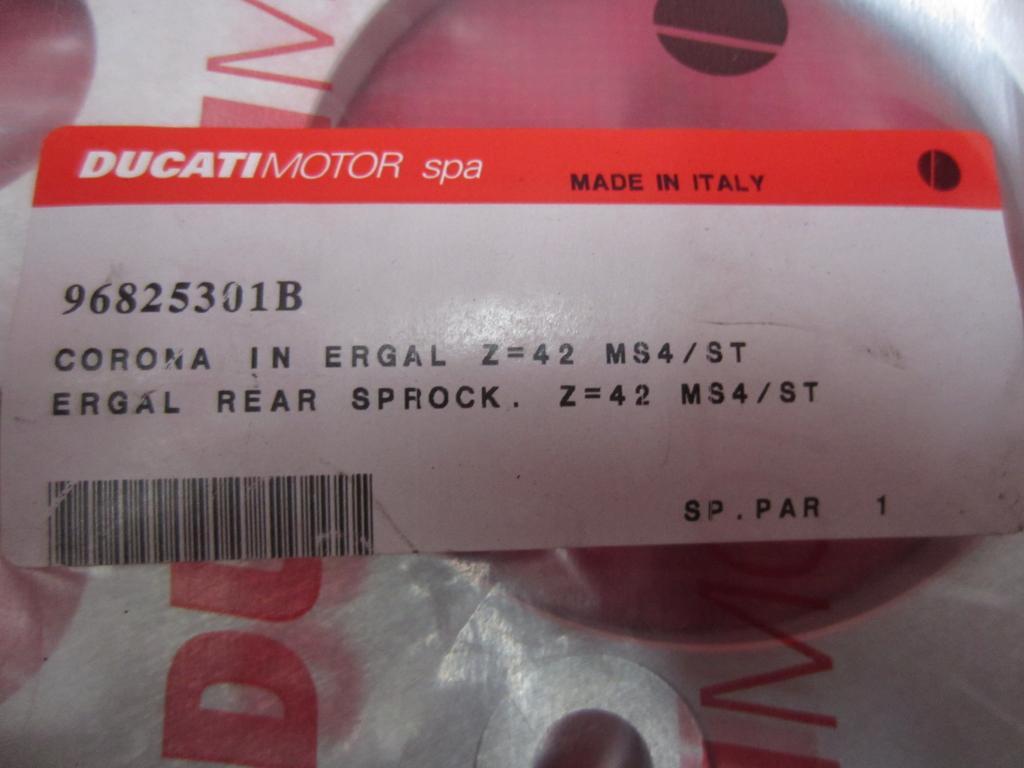 DUCATIMOTOR spa MADE IN ITALY
96825301B
CORONA IN ERGAL Z=42 MS4/ST
ERGAL REAR SPROCK. Z=42 MS4/ST
SP.PAR 1